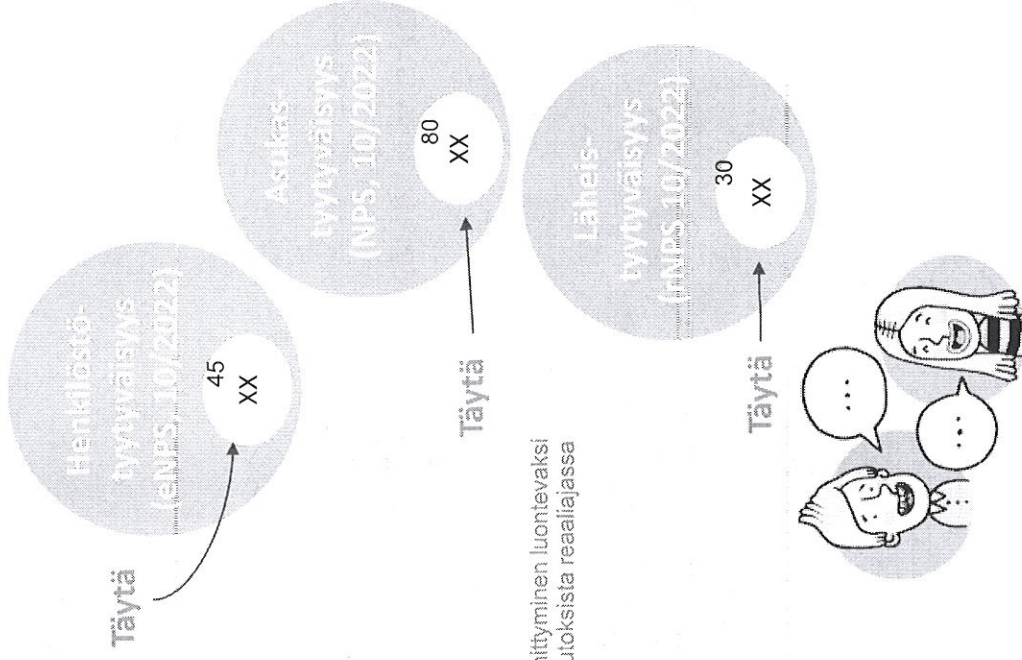 Täytä
Henkilöstö-
tyytyväisyys
(eNPS, 10/2022)
45
XX
Asukas-
tyytyväisyys
(NPS, 10/2022)
80
XX
Täytä
Läheis-
tyytyväisyys
(rNPS 10/2022)
30
XX
Täytä
hittyminen luontevaksi
utoksista reaaliajassa
...
...